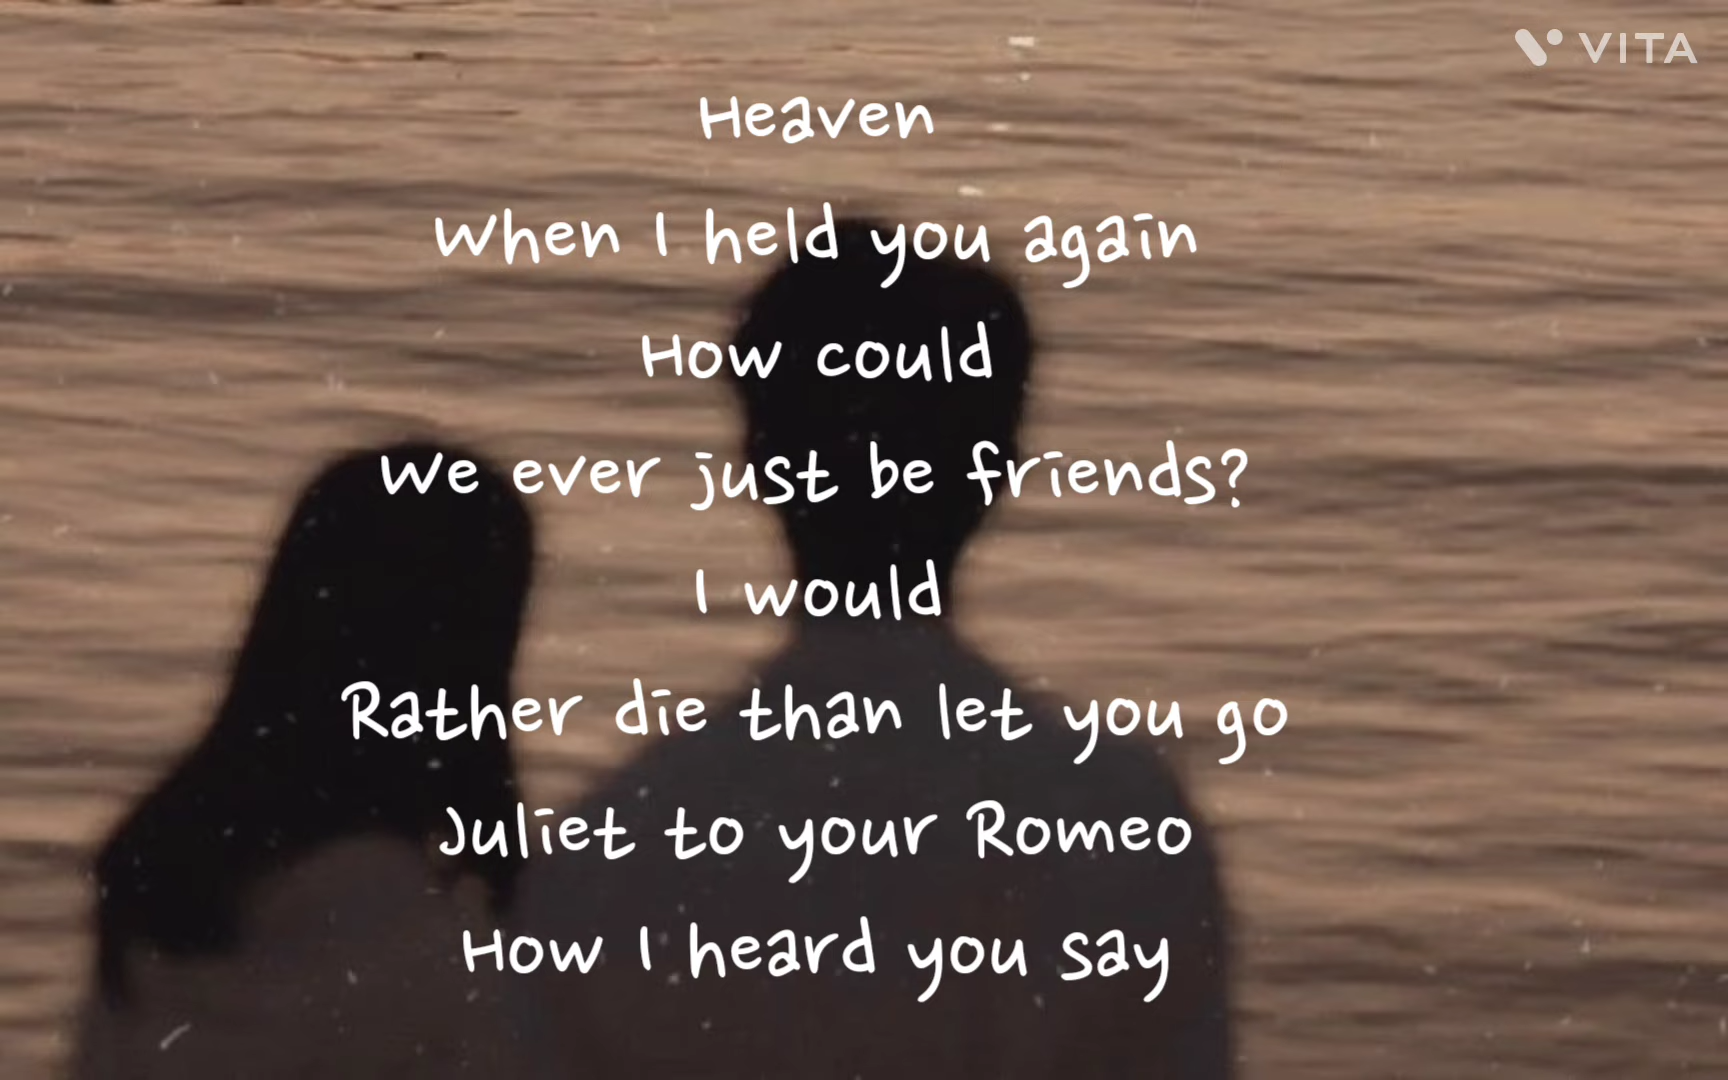 VITA
Heaven
When I held you again
How could
We ever just be friends?
I would
Rather die than let you go
Juliet to your Romeo
How I heard you say